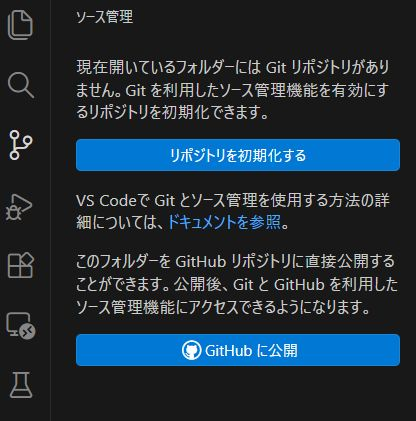 ソース管理
現在開いているフォルダーには Git リポジトリがあり
ません。Git を利用したソース管理機能を有効にす
るリポジトリを初期化できます。
リポジトリを初期化する
VS Codeで Git とソース管理を使用する方法の詳
細については、ドキュメントを参照。
このフォルダーを GitHub リポジトリに直接公開する
ことができます。公開後、Git と GitHub を利用した
ソース管理機能にアクセスできるようになります。
GitHub に公開